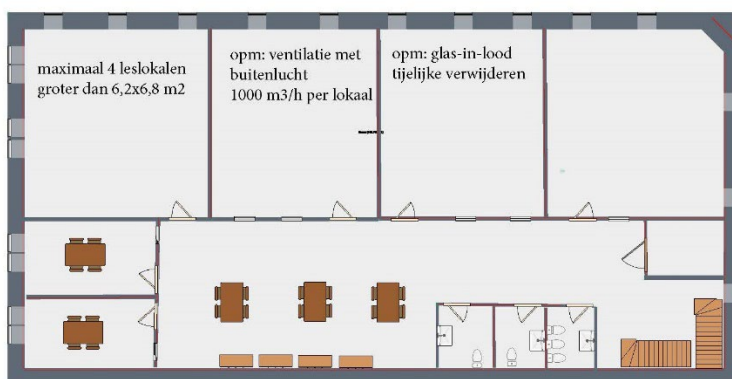 maximaal 4 leslokalen
groter dan 6,2x6,8 m2
opm: ventilatie met
buitenlucht
1000 m3/h per lokaal
opm: glas-in-lood
tijelijke verwijderen